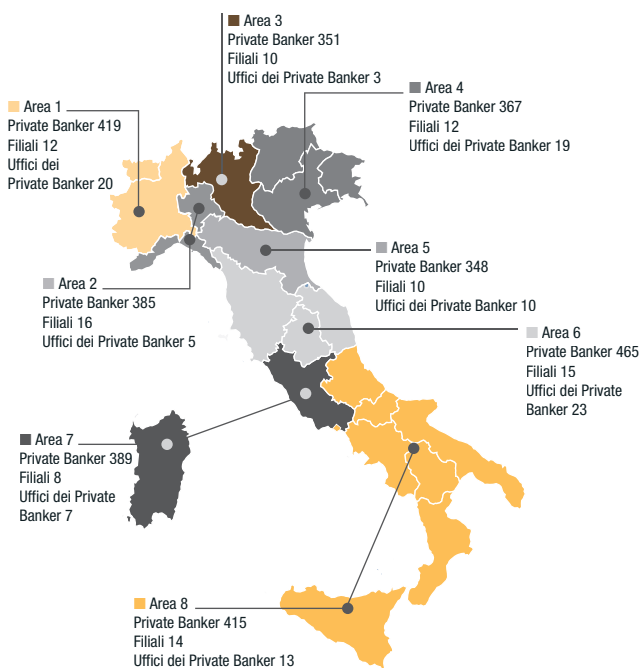 Area 3
Private Banker 351
Filiali 10
Uffici dei Private Banker 3
Area 4
Private Banker 367
Filiali 12
Uffici dei Private Banker 19
Area 1
Private Banker 419
Filiali 12
Uffici dei
Private Banker 20
Area 5
Private Banker 348
Filiali 10
Uffici dei Private Banker 10
Area 2
Private Banker 385
Filiali 16
Uffici dei Private Banker 5
Area 6
Private Banker 465
Filiali 15
Uffici dei Private
Banker 23
Area 7
Private Banker 389
Filiali 8
Uffici dei Private
Banker 7
Area 8
Private Banker 415
Filiali 14
Uffici dei Private Banker 13